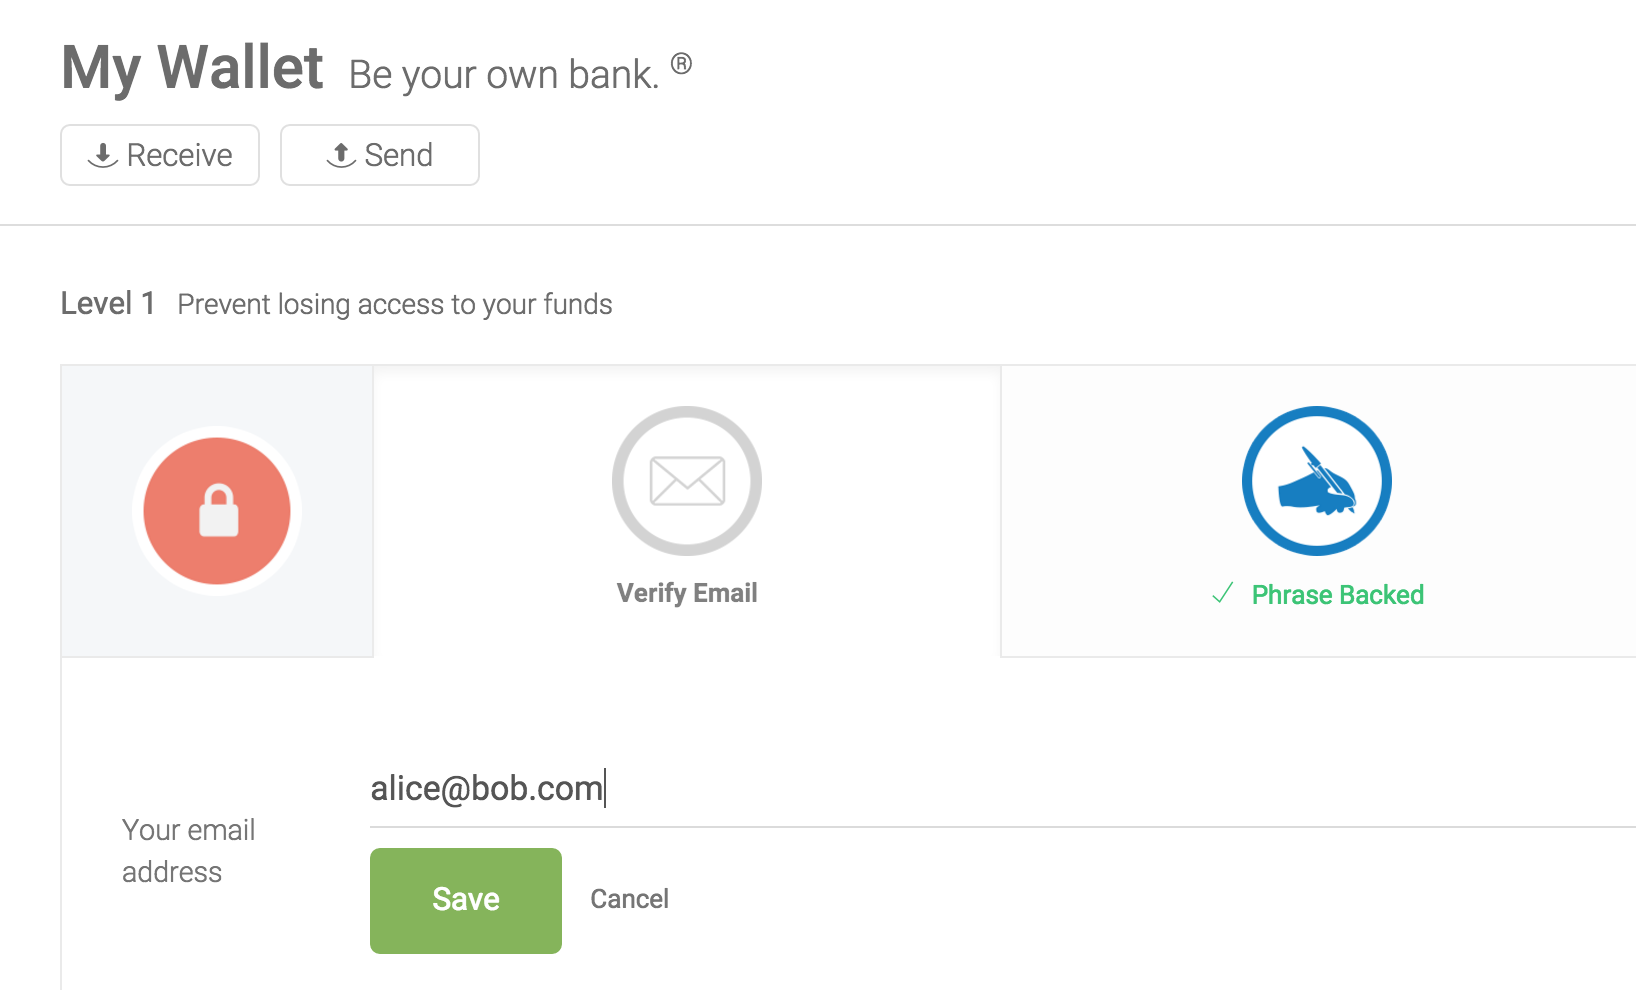 My Wallet Be your own bank. ®
Receive Send
Level 1 Prevent losing access to your funds
Verify Email
Phrase Backed
alice@bob.com
Your email
address
Save Cancel